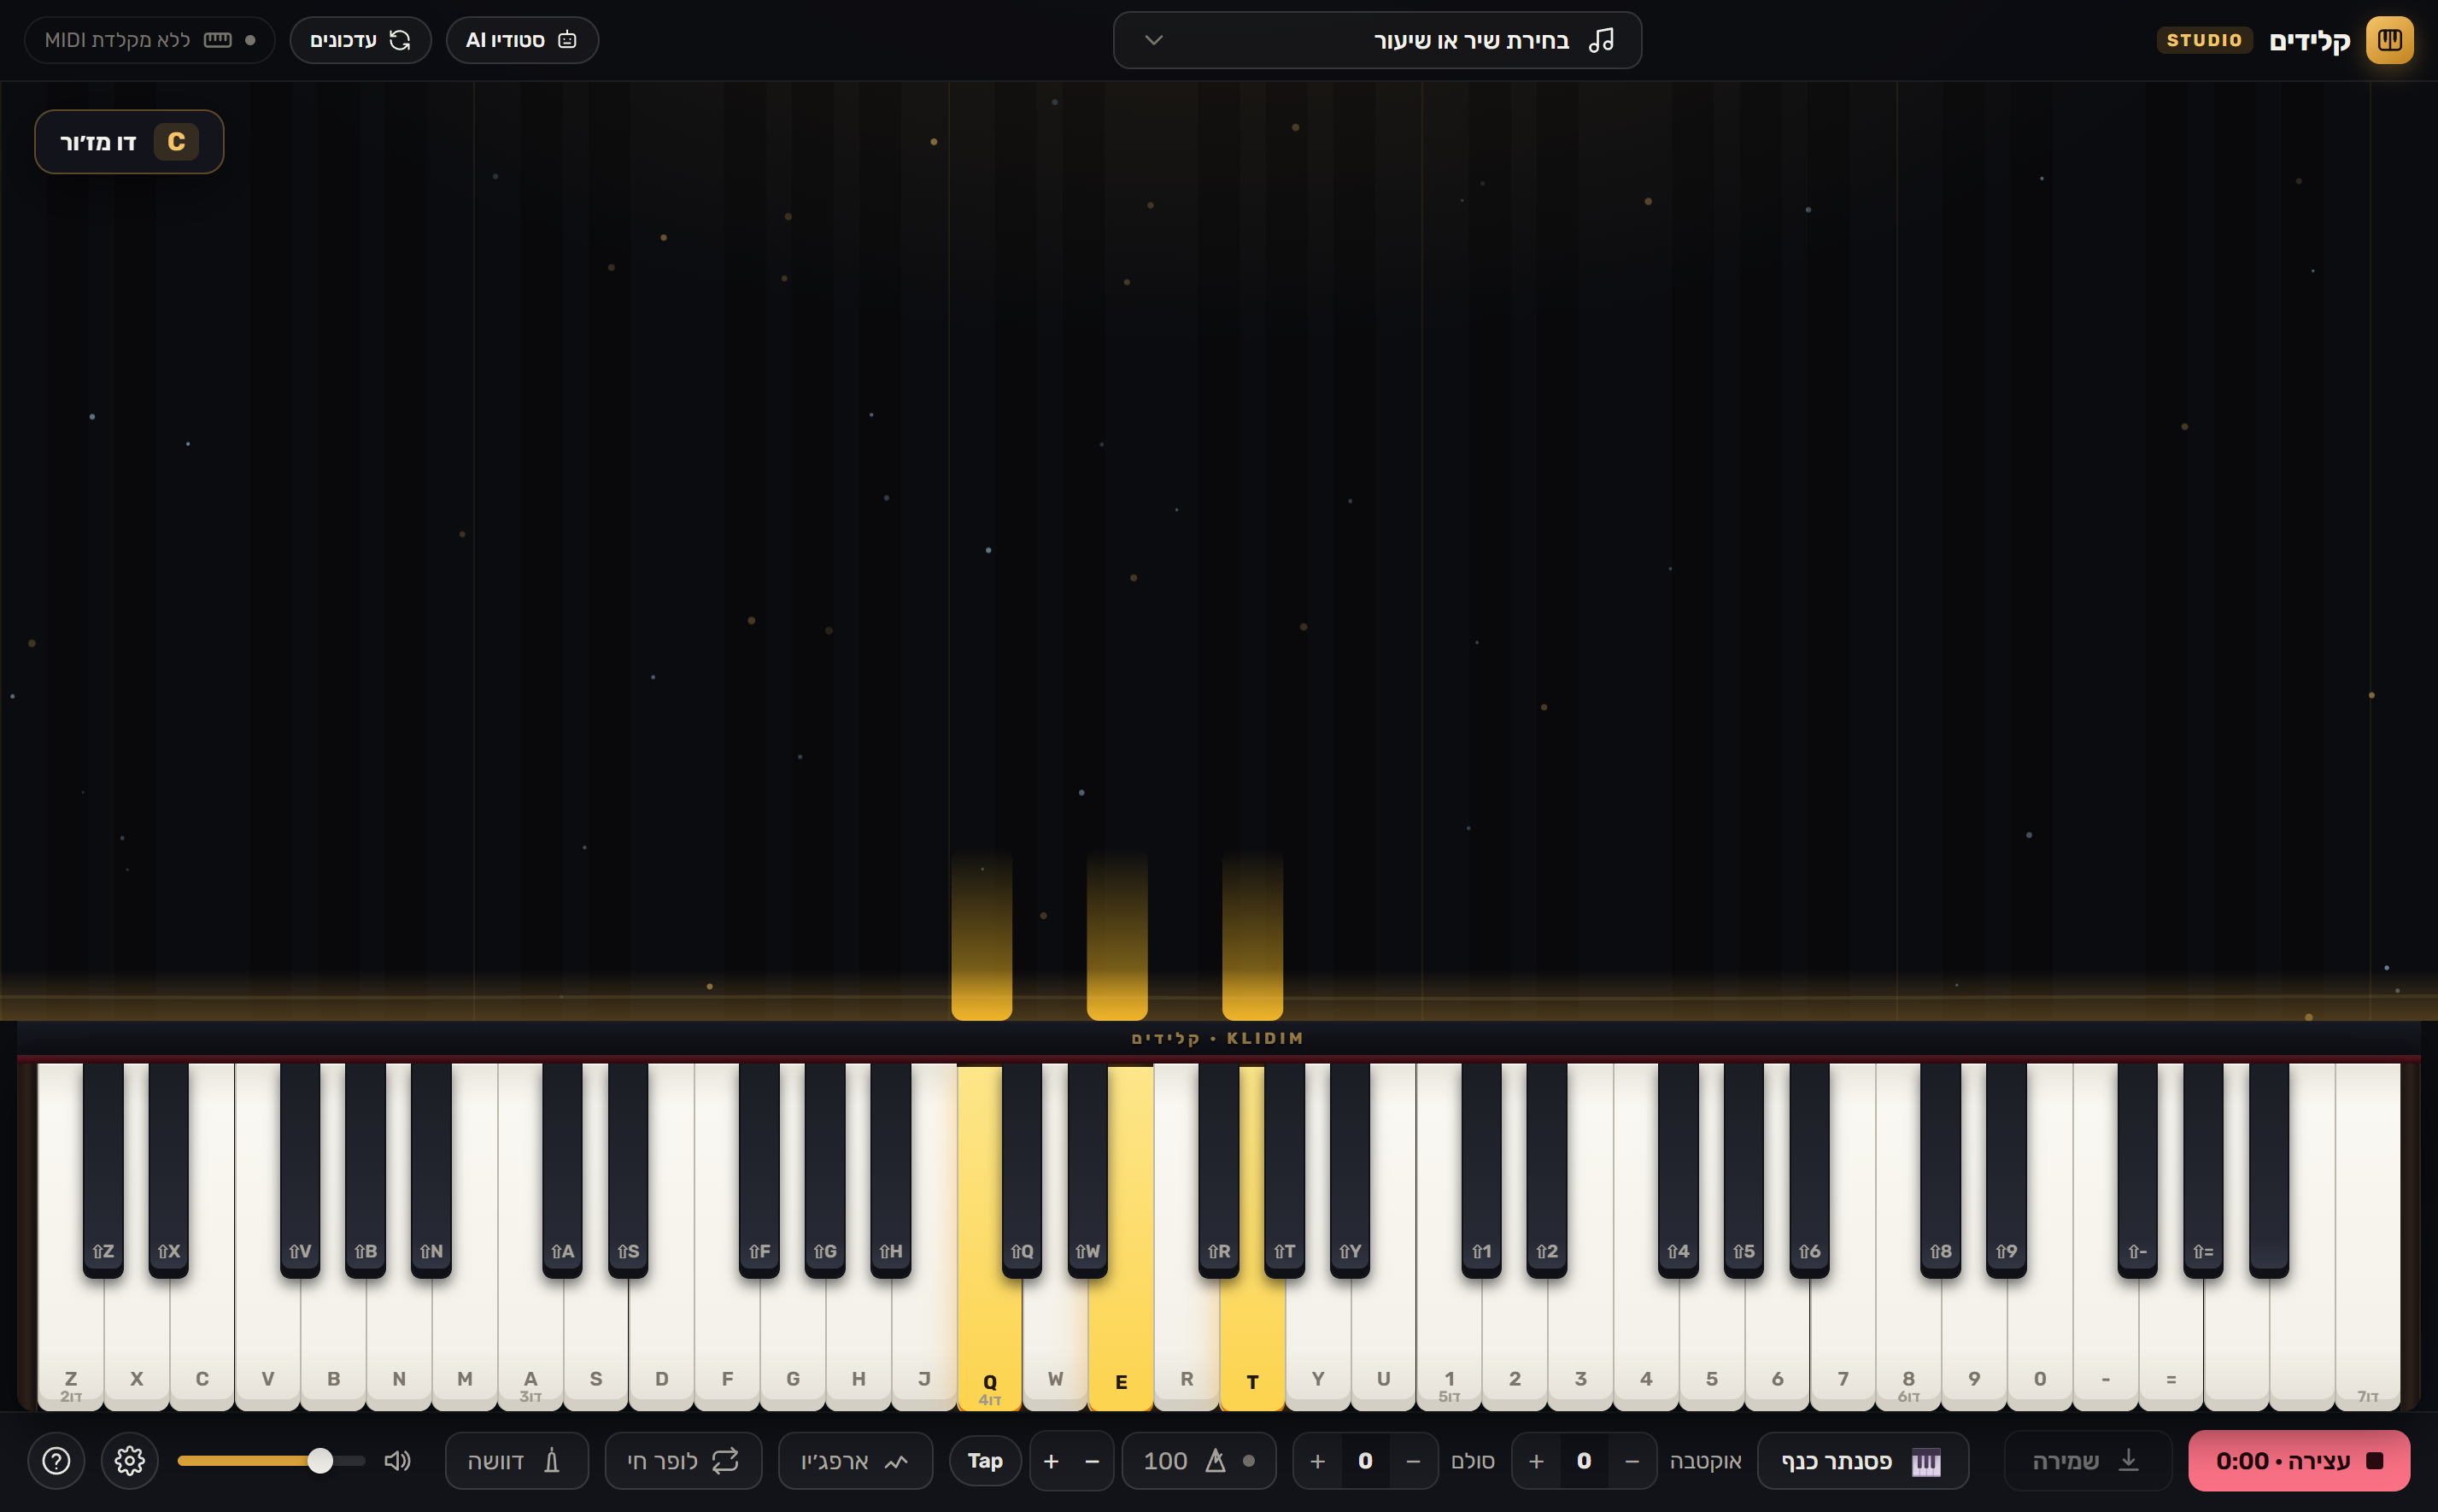 קלידים STUDIO
בחירת שיר או שיעור
סטודיו AI
עדכונים
ללא מקלדת MIDI
C דו מז׳ור
קלידים • KLIDIM
⇧Z ⇧X ⇧V ⇧B ⇧N ⇧A ⇧S ⇧F ⇧G ⇧H ⇧Q ⇧W ⇧R ⇧T ⇧Y ⇧1 ⇧2 ⇧4 ⇧5 ⇧6 ⇧8 ⇧9 ⇧- ⇧=
Z X C V B N M A S D F G H J Q W E R T Y U 1 2 3 4 5 6 7 8 9 0 - =
דו2 דו3 דו4 דו5 דו6 דו7
עצירה • 0:00
שמירה
פסנתר כנף
אוקטבה − 0 +
סולם − 0 +
100
− +
Tap
ארפג׳יו
לופר חי
דוושה
?